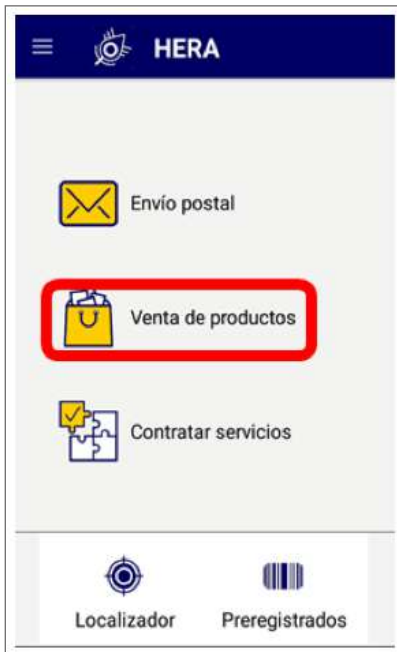 HERA
Envío postal
Venta de productos
Contratar servicios
Localizador Preregistrados